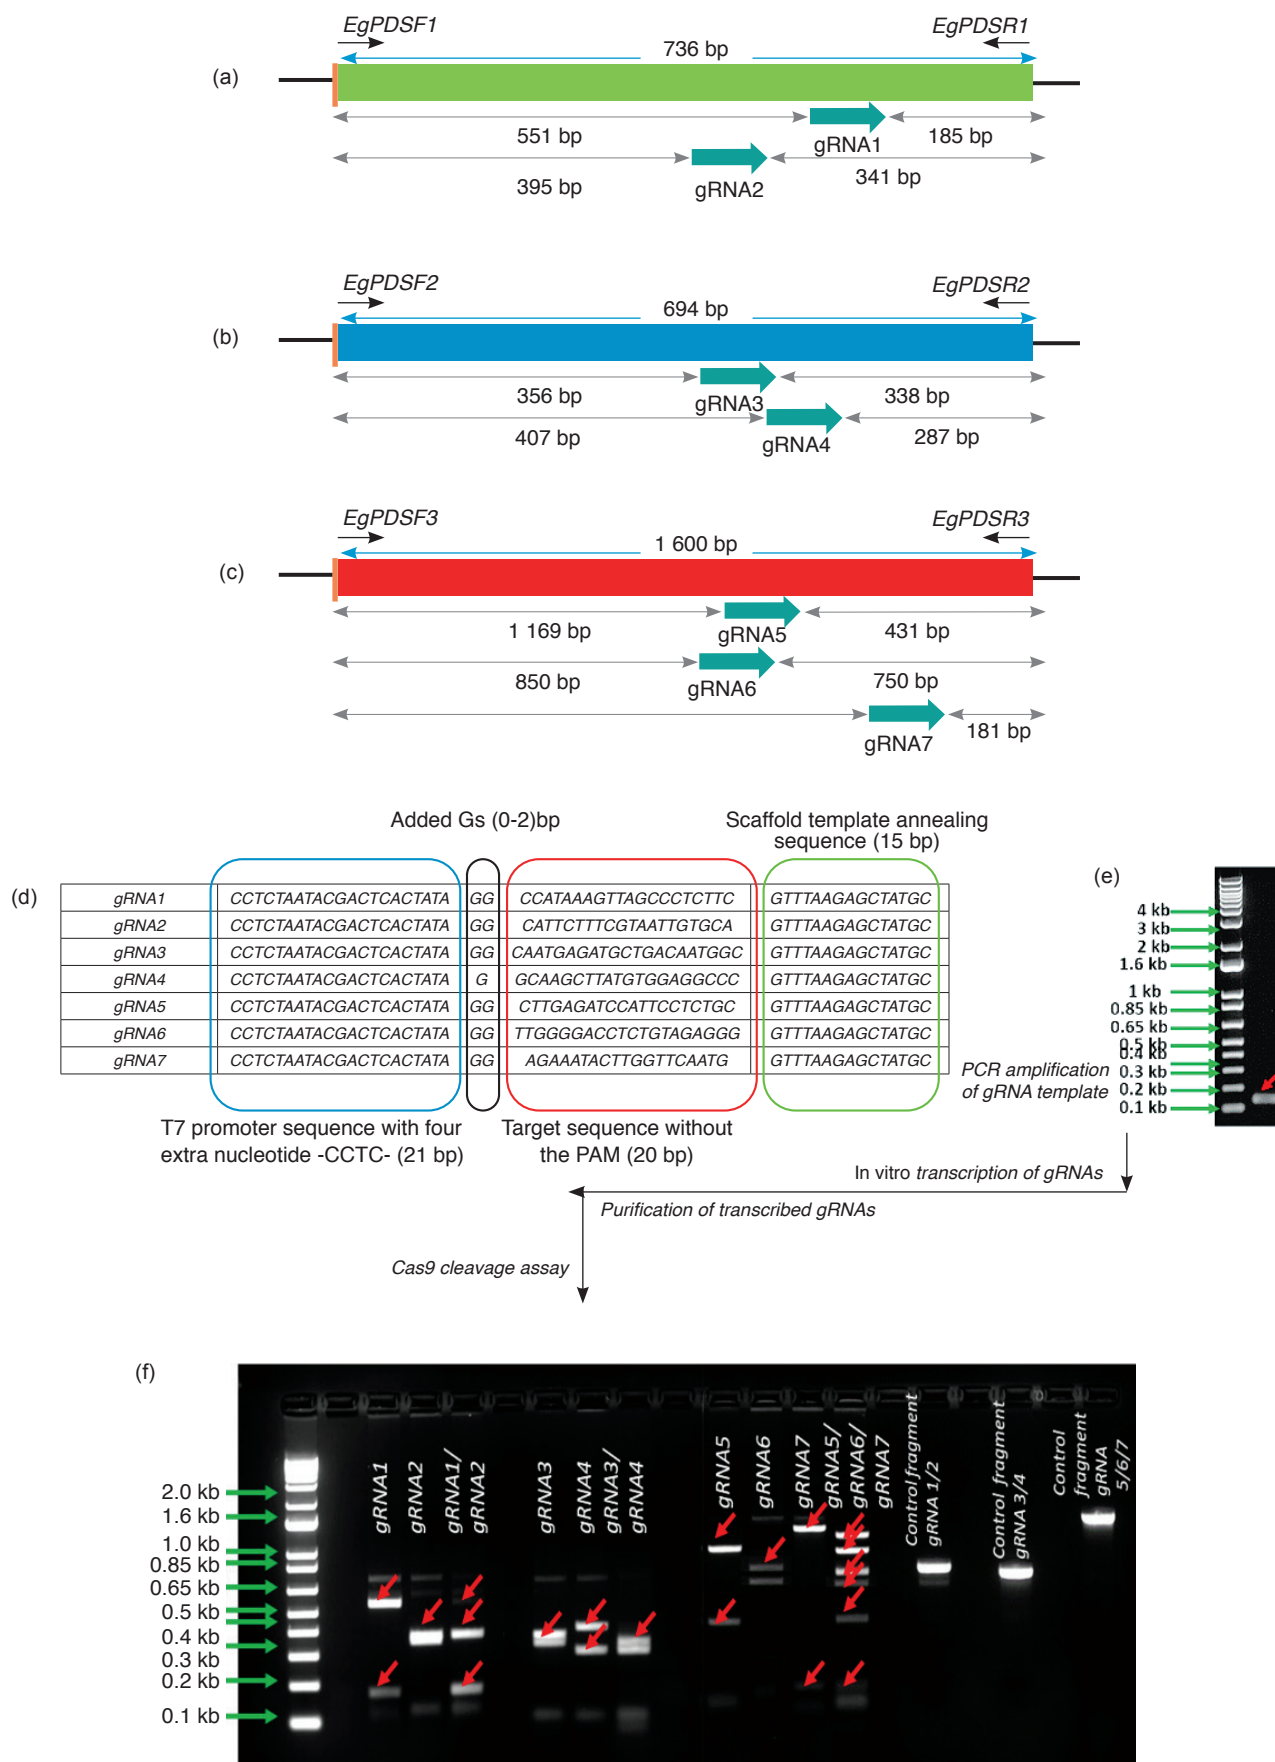 EgPDSF1
EgPDSR1
736 bp
(a)
551 bp
gRNA1
185 bp
395 bp
gRNA2
341 bp
EgPDSF2
EgPDSR2
694 bp
(b)
356 bp
gRNA3
338 bp
407 bp
gRNA4
287 bp
EgPDSF3
EgPDSR3
1 600 bp
(c)
1 169 bp
gRNA5
431 bp
850 bp
gRNA6
750 bp
gRNA7
181 bp
Added Gs (0-2)bp
Scaffold template annealing
sequence (15 bp)
(d)
gRNA1 CCTCTAATACGACTCACTATA GG CCATAAAGTTAGCCCTCTTC GTTTAAGAGCTATGC
gRNA2 CCTCTAATACGACTCACTATA GG CATTCTTTCGTAATTGTGCA GTTTAAGAGCTATGC
gRNA3 CCTCTAATACGACTCACTATA GG CAATGAGATGCTGACAATGGC GTTTAAGAGCTATGC
gRNA4 CCTCTAATACGACTCACTATA G GCAAGCTTATGTGGAGGCCC GTTTAAGAGCTATGC
gRNA5 CCTCTAATACGACTCACTATA GG CTTGAGATCCATTCCTCTGC GTTTAAGAGCTATGC
gRNA6 CCTCTAATACGACTCACTATA GG TTGGGGACCTCTGTAGAGGG GTTTAAGAGCTATGC
gRNA7 CCTCTAATACGACTCACTATA GG AGAAATACTTGGTTCAATG GTTTAAGAGCTATGC
T7 promoter sequence with four
extra nucleotide -CCTC- (21 bp)
Target sequence without
the PAM (20 bp)
(e)
4 kb
3 kb
2 kb
1.6 kb
1 kb
0.85 kb
0.65 kb
0.5 kb
0.4 kb
0.3 kb
0.2 kb
0.1 kb
PCR amplification
of gRNA template
In vitro transcription of gRNAs
Purification of transcribed gRNAs
Cas9 cleavage assay
(f)
2.0 kb
1.6 kb
1.0 kb
0.85 kb
0.65 kb
0.5 kb
0.4 kb
0.3 kb
0.2 kb
0.1 kb
gRNA1
gRNA2
gRNA1/
gRNA2
gRNA3
gRNA4
gRNA3/
gRNA4
gRNA5
gRNA6
gRNA7
gRNA5/
gRNA6/
gRNA7
Control fragment
gRNA 1/2
Control fragment
gRNA 3/4
Control
fragment
gRNA
5/6/7